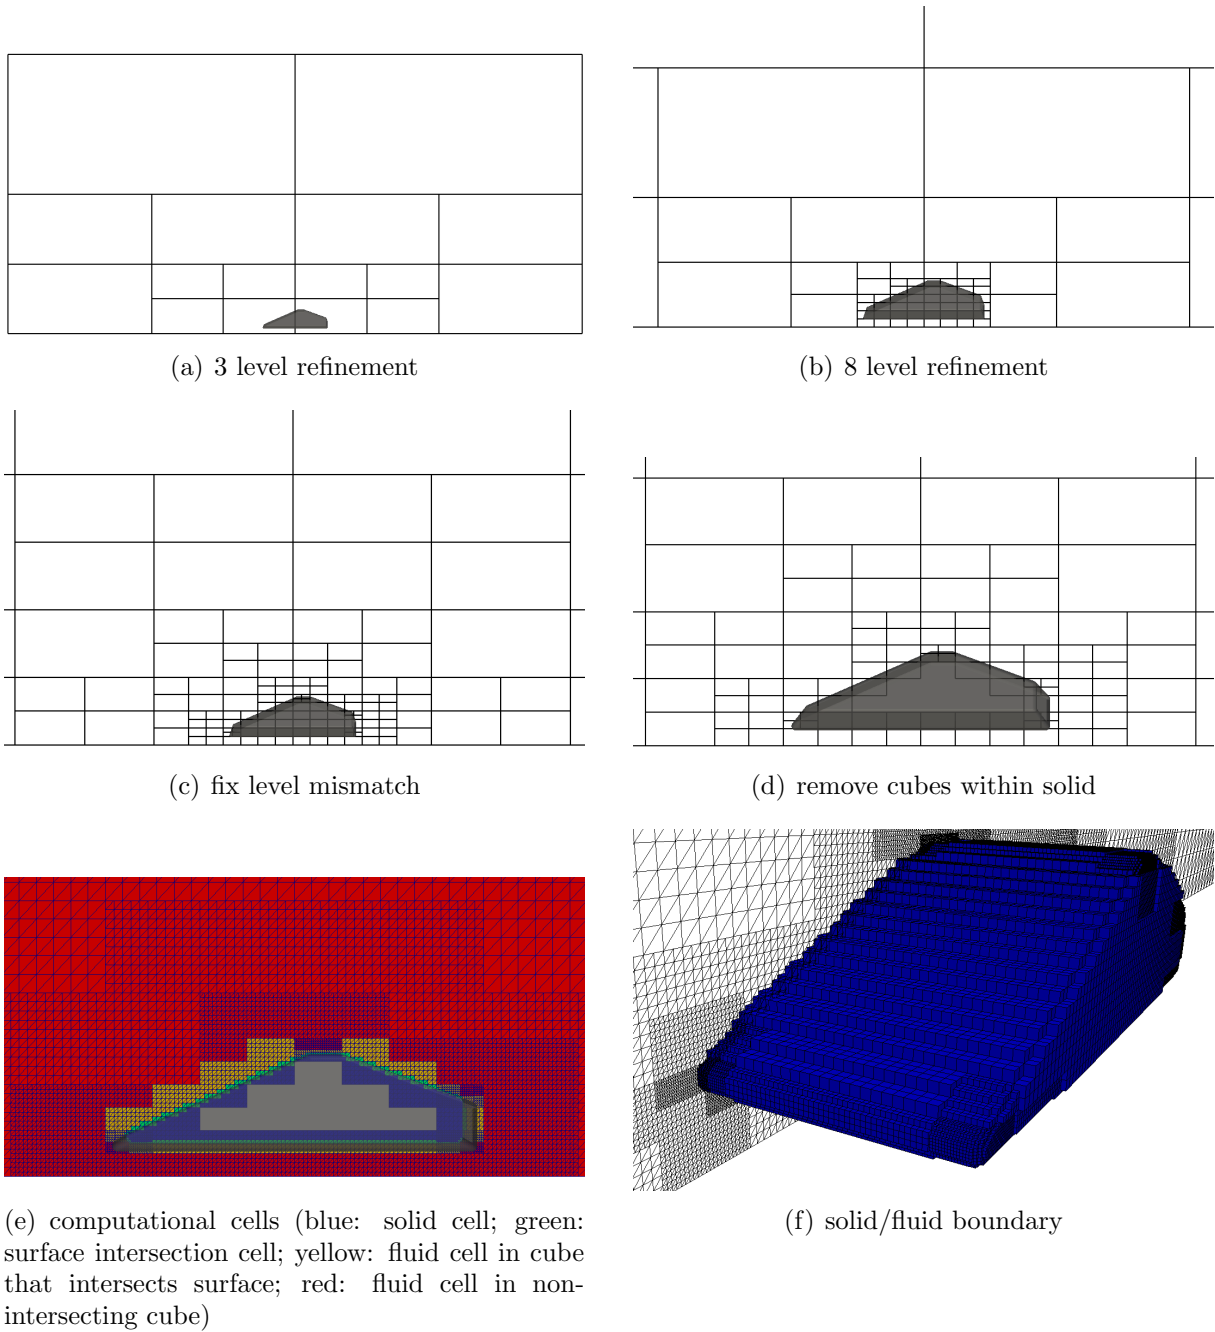 (a) 3 level refinement
(b) 8 level refinement
(c) fix level mismatch
(d) remove cubes within solid
(e) computational cells (blue: solid cell; green:
surface intersection cell; yellow: fluid cell in cube
that intersects surface; red: fluid cell in non-
intersecting cube)
(f) solid/fluid boundary